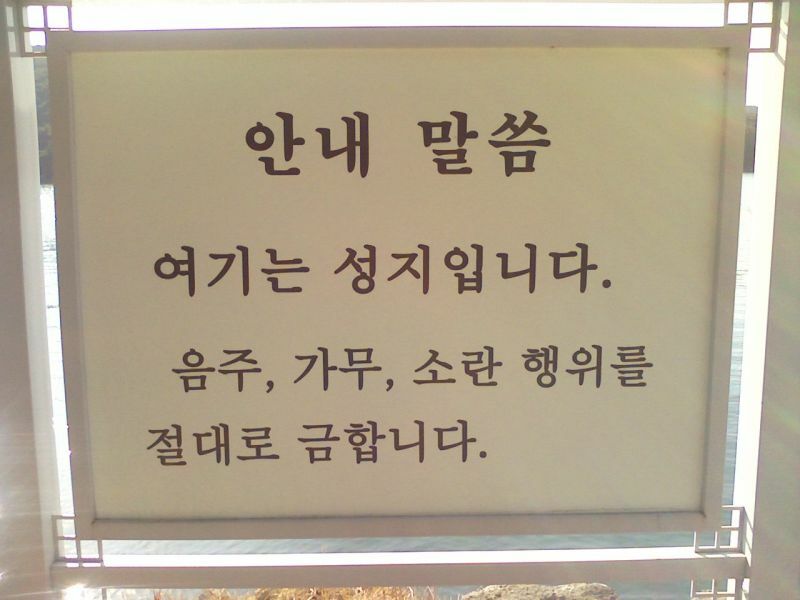 안내 말씀
여기는 성지입니다.
음주, 가무, 소란 행위를
절대로 금합니다.